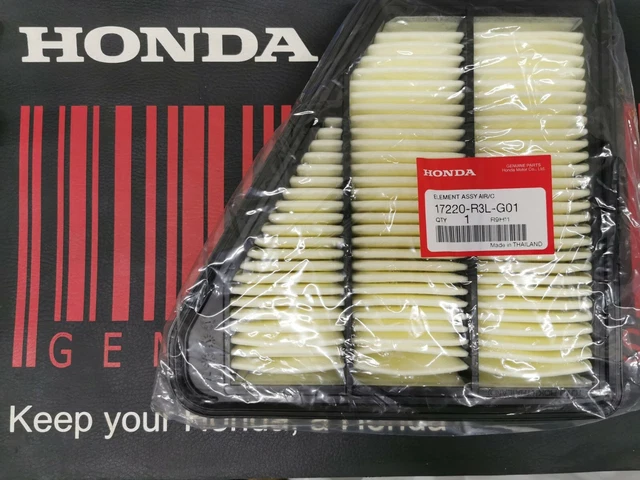 HONDA
GEN
Keep your Honda, a Honda
HONDA
GENUINE PARTS
Honda Motor Co., Ltd.
ELEMENT ASSY AIR/C
17220-R3L-G01
QTY 1
Made in THAILAND